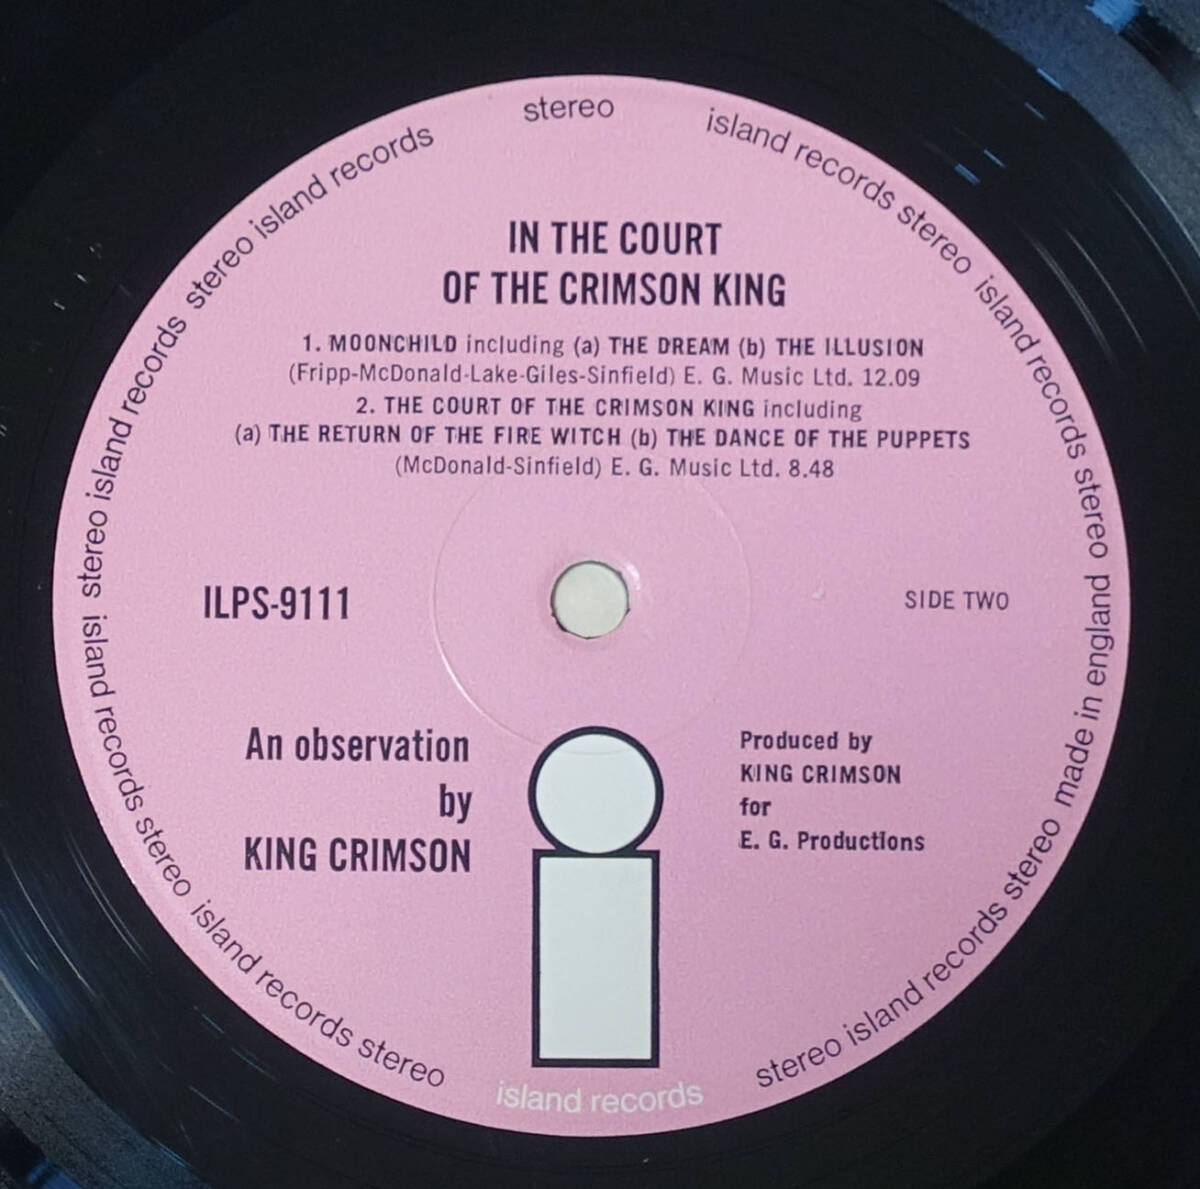 stereo
island records stereo island records stereo made in england
stereo island records stereo
island records
island records stereo island records stereo island records stereo island records stereo island records
IN THE COURT
OF THE CRIMSON KING
1. MOONCHILD including (a) THE DREAM (b) THE ILLUSION
(Fripp-McDonald-Lake-Giles-Sinfield) E. G. Music Ltd. 12.09
2. THE COURT OF THE CRIMSON KING including
(a) THE RETURN OF THE FIRE WITCH (b) THE DANCE OF THE PUPPETS
(McDonald-Sinfield) E. G. Music Ltd. 8.48
ILPS-9111
SIDE TWO
An observation
by
KING CRIMSON
Produced by
KING CRIMSON
for
E. G. Productions